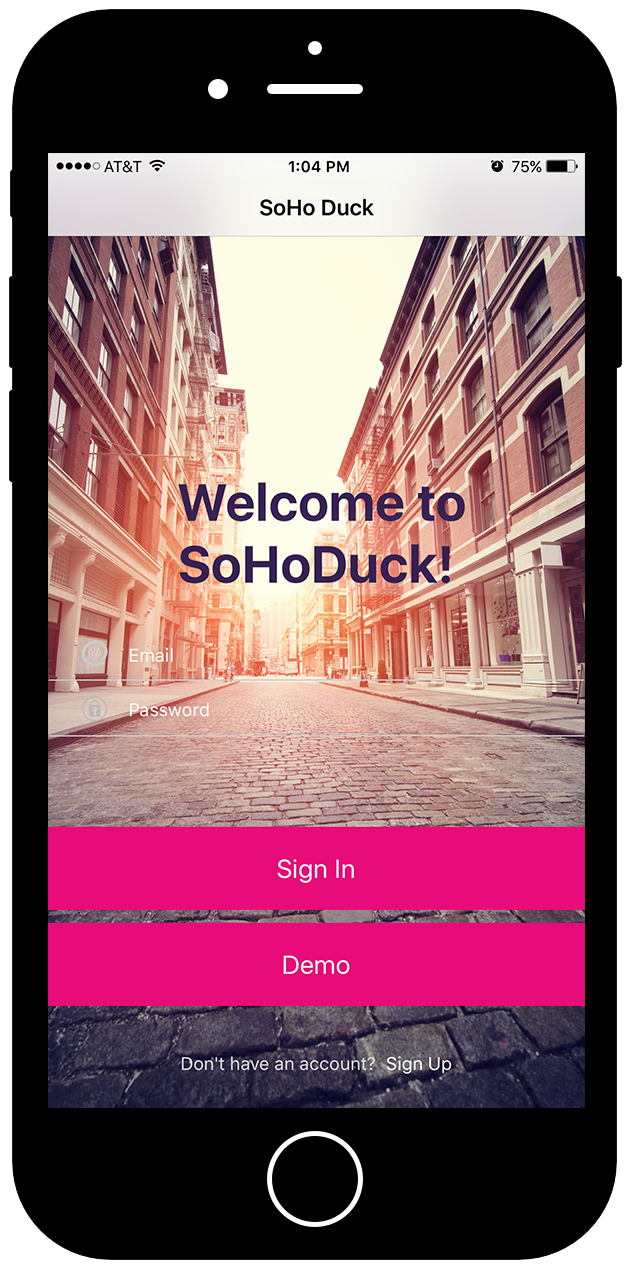 AT&T 1:04 PM 75%
SoHo Duck
Welcome to
SoHoDuck!
Email
Password
Sign In
Demo
Don't have an account? Sign Up